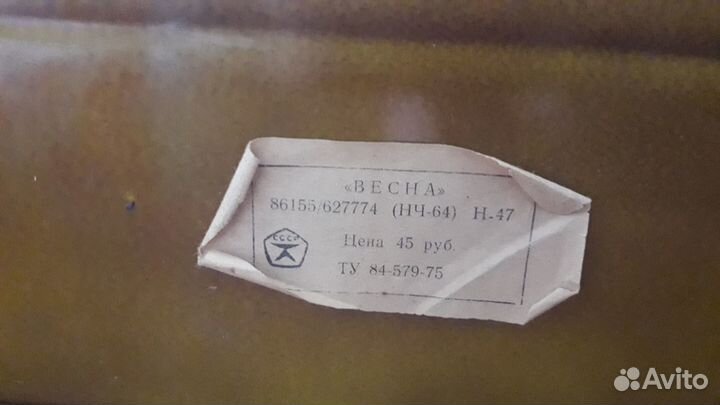 «ВЕСНА»
86155/627774 (НЧ-64) Н-47
СССР
Цена 45 руб.
ТУ 84-579-75
Avito